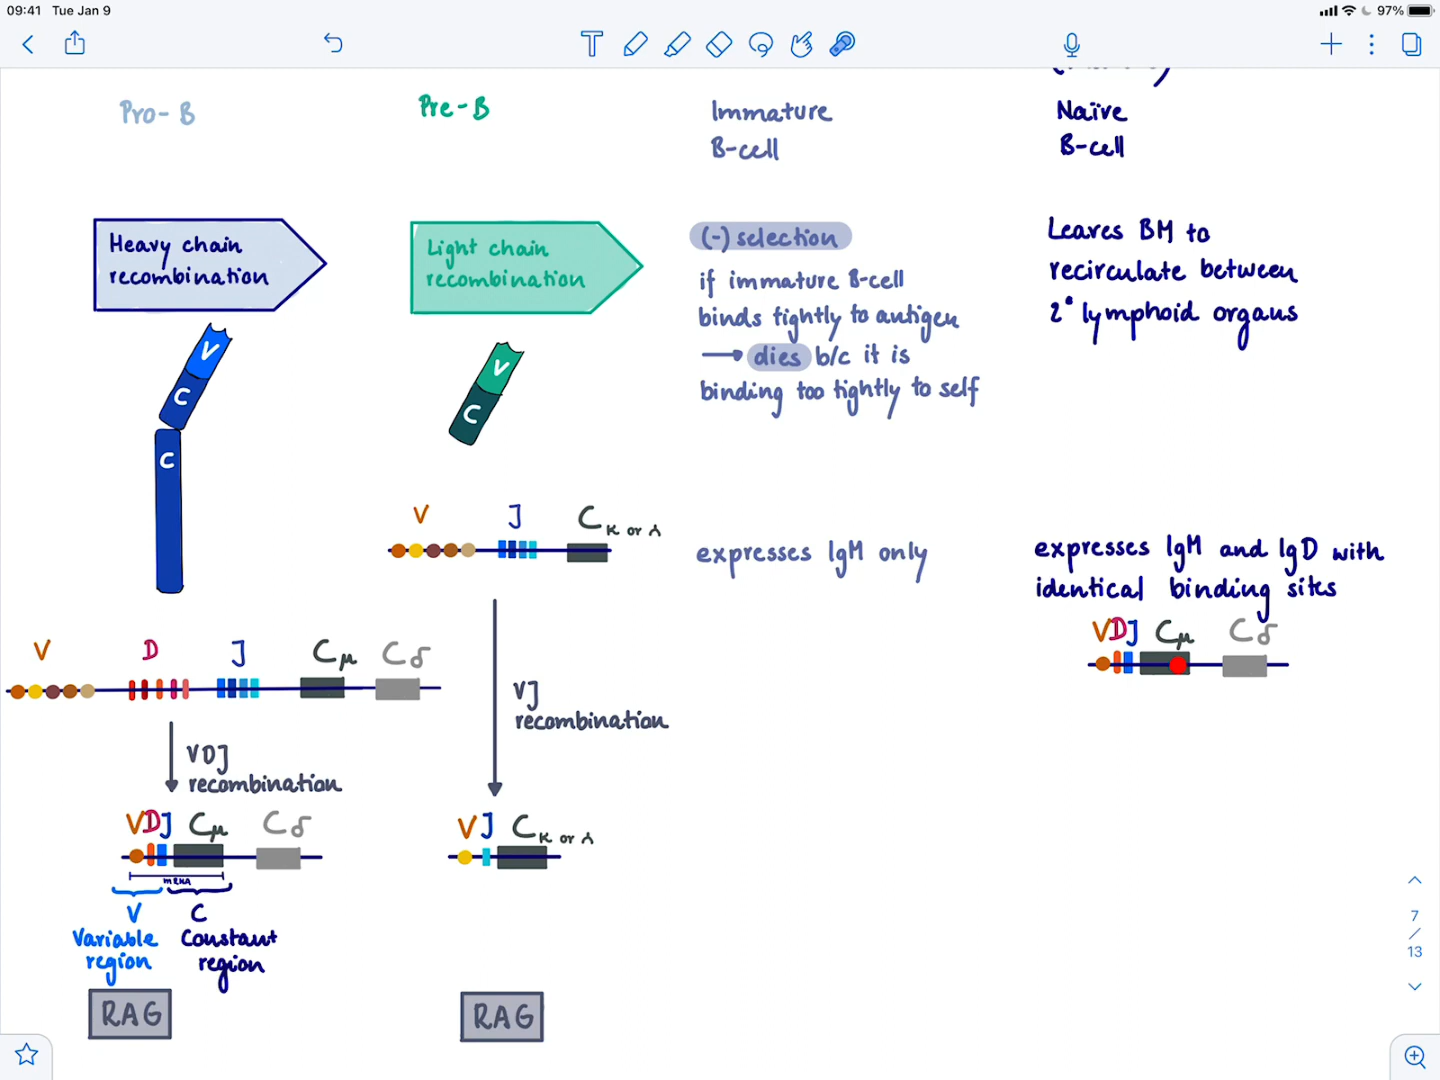 09:41 Tue Jan 9
97%
Pro-B
Pre-B
Immature
B-cell
Naïve
B-cell
Heavy chain
recombination
Light chain
recombination
(-) selection
if immature B-cell
binds tightly to antigen
→ dies b/c it is
binding too tightly to self
Leaves BM to
recirculate between
2° lymphoid organs
V
C
C
V
C
V J C κ or λ
expresses IgM only
expresses IgM and IgD with
identical binding sites
VDJ Cμ Cδ
V D J Cμ Cδ
VJ
recombination
VDJ
recombination
VDJ Cμ Cδ
mRNA
V C
Variable
region
Constant
region
VJ C κ or λ
RAG
RAG
7
/
13